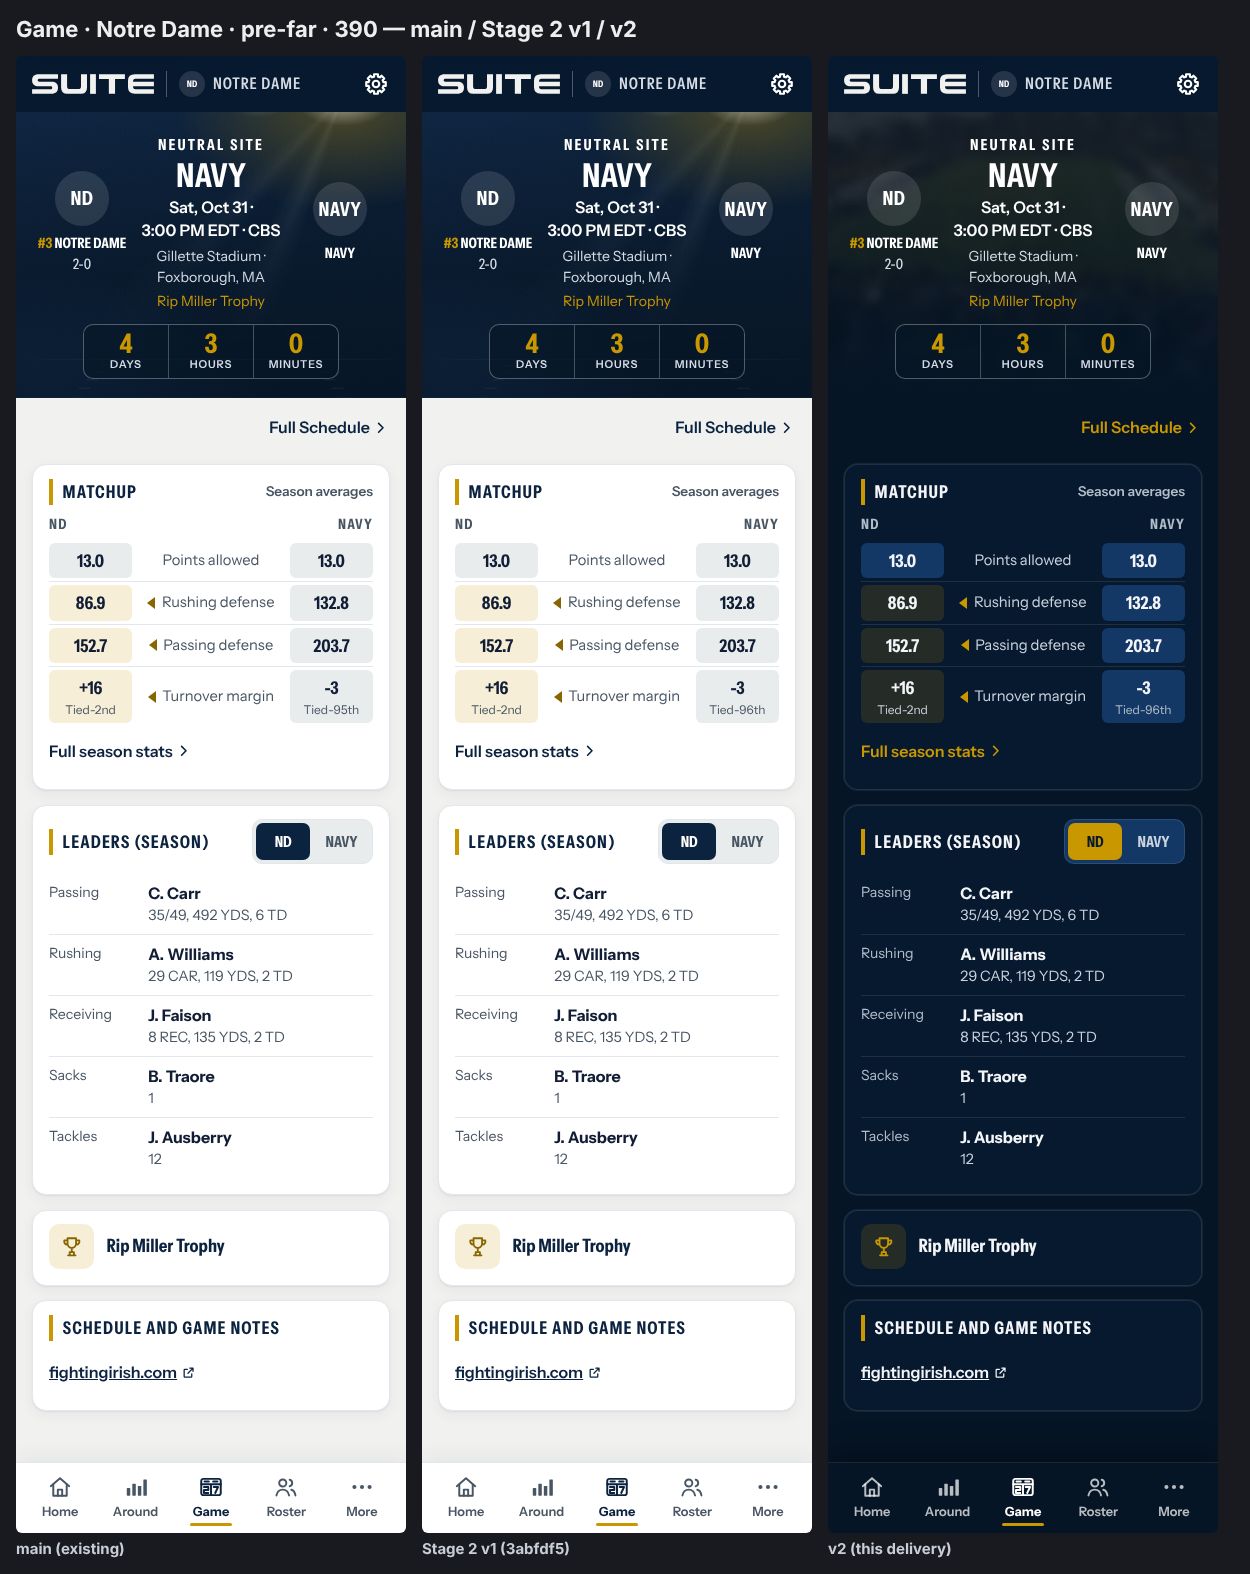 Game · Notre Dame · pre-far · 390 — main / Stage 2 v1 / v2
SUITE ND NOTRE DAME
NEUTRAL SITE
NAVY
Sat, Oct 31 ·
3:00 PM EDT · CBS
Gillette Stadium ·
Foxborough, MA
Rip Miller Trophy
ND
#3 NOTRE DAME
2-0
NAVY
NAVY
4 DAYS
3 HOURS
0 MINUTES
Full Schedule
MATCHUP Season averages
ND NAVY
13.0 Points allowed 13.0
86.9 Rushing defense 132.8
152.7 Passing defense 203.7
+16 Turnover margin -3
Tied-2nd Tied-95th
Full season stats
LEADERS (SEASON) ND NAVY
Passing C. Carr
35/49, 492 YDS, 6 TD
Rushing A. Williams
29 CAR, 119 YDS, 2 TD
Receiving J. Faison
8 REC, 135 YDS, 2 TD
Sacks B. Traore
1
Tackles J. Ausberry
12
Rip Miller Trophy
SCHEDULE AND GAME NOTES
fightingirish.com
Home Around Game Roster More
main (existing)
SUITE ND NOTRE DAME
NEUTRAL SITE
NAVY
Sat, Oct 31 ·
3:00 PM EDT · CBS
Gillette Stadium ·
Foxborough, MA
Rip Miller Trophy
ND
#3 NOTRE DAME
2-0
NAVY
NAVY
4 DAYS
3 HOURS
0 MINUTES
Full Schedule
MATCHUP Season averages
ND NAVY
13.0 Points allowed 13.0
86.9 Rushing defense 132.8
152.7 Passing defense 203.7
+16 Turnover margin -3
Tied-2nd Tied-96th
Full season stats
LEADERS (SEASON) ND NAVY
Passing C. Carr
35/49, 492 YDS, 6 TD
Rushing A. Williams
29 CAR, 119 YDS, 2 TD
Receiving J. Faison
8 REC, 135 YDS, 2 TD
Sacks B. Traore
1
Tackles J. Ausberry
12
Rip Miller Trophy
SCHEDULE AND GAME NOTES
fightingirish.com
Home Around Game Roster More
Stage 2 v1 (3abfdf5)
SUITE ND NOTRE DAME
NEUTRAL SITE
NAVY
Sat, Oct 31 ·
3:00 PM EDT · CBS
Gillette Stadium ·
Foxborough, MA
Rip Miller Trophy
ND
#3 NOTRE DAME
2-0
NAVY
NAVY
4 DAYS
3 HOURS
0 MINUTES
Full Schedule
MATCHUP Season averages
ND NAVY
13.0 Points allowed 13.0
86.9 Rushing defense 132.8
152.7 Passing defense 203.7
+16 Turnover margin -3
Tied-2nd Tied-96th
Full season stats
LEADERS (SEASON) ND NAVY
Passing C. Carr
35/49, 492 YDS, 6 TD
Rushing A. Williams
29 CAR, 119 YDS, 2 TD
Receiving J. Faison
8 REC, 135 YDS, 2 TD
Sacks B. Traore
1
Tackles J. Ausberry
12
Rip Miller Trophy
SCHEDULE AND GAME NOTES
fightingirish.com
Home Around Game Roster More
v2 (this delivery)